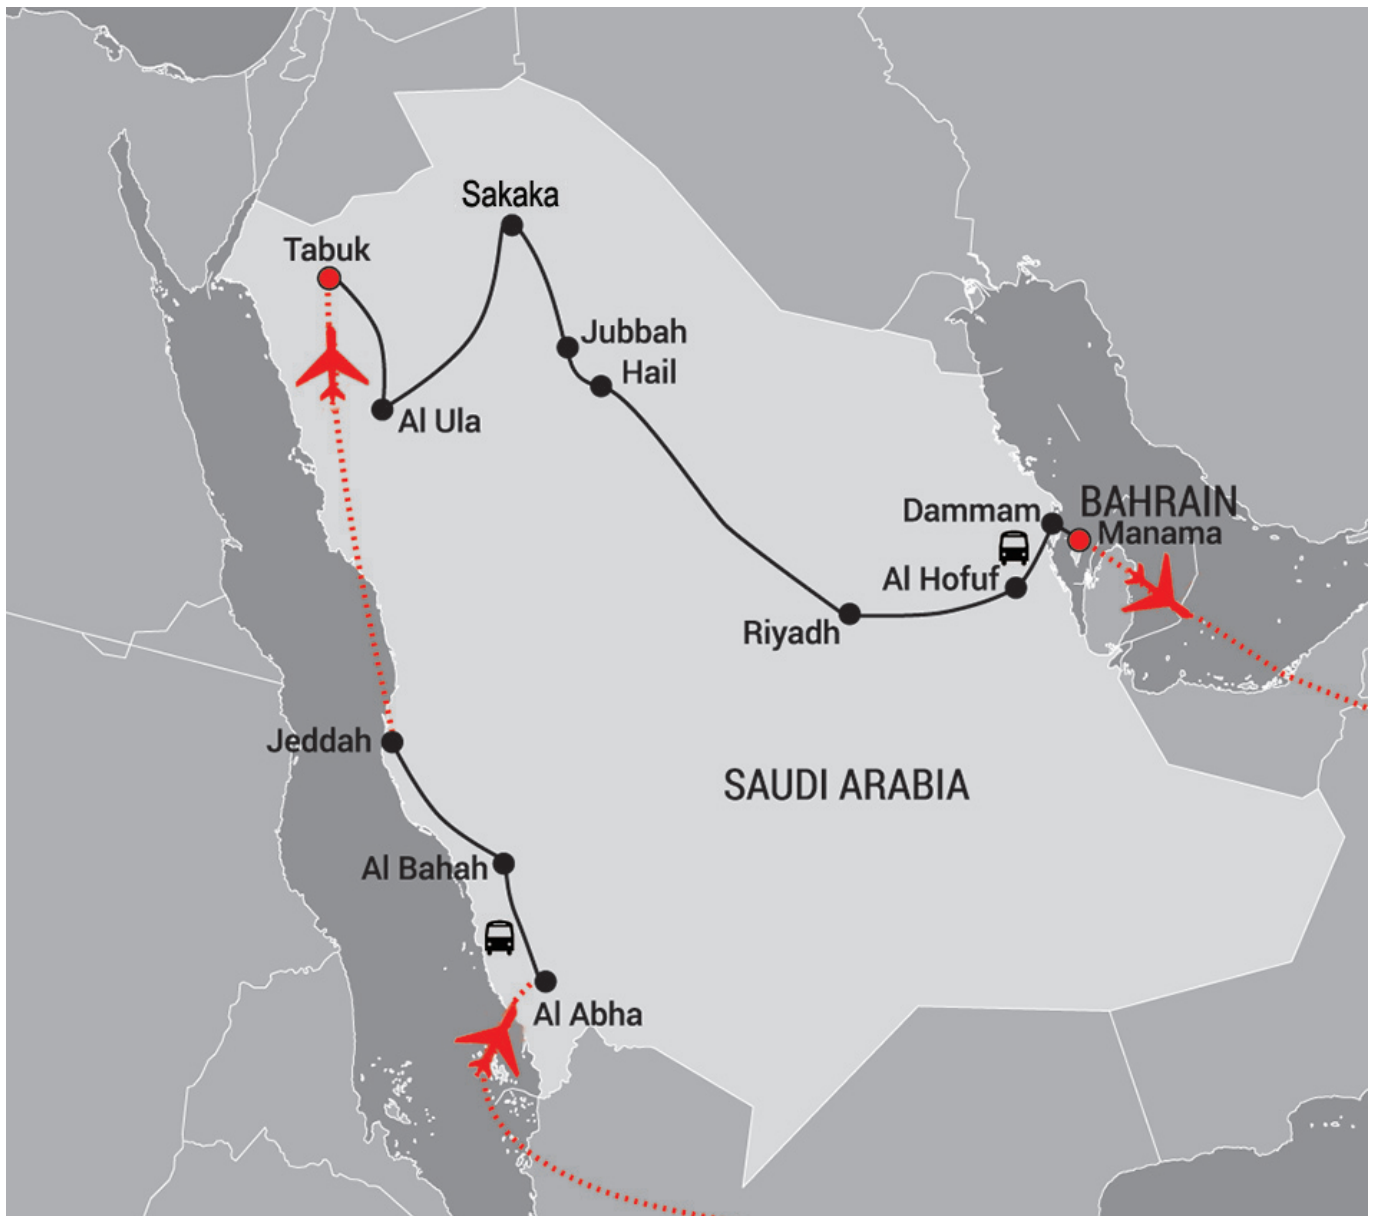 Sakaka
Tabuk
Jubbah
Hail
Al Ula
BAHRAIN
Dammam
Manama
Al Hofuf
Riyadh
Jeddah
SAUDI ARABIA
Al Bahah
Al Abha